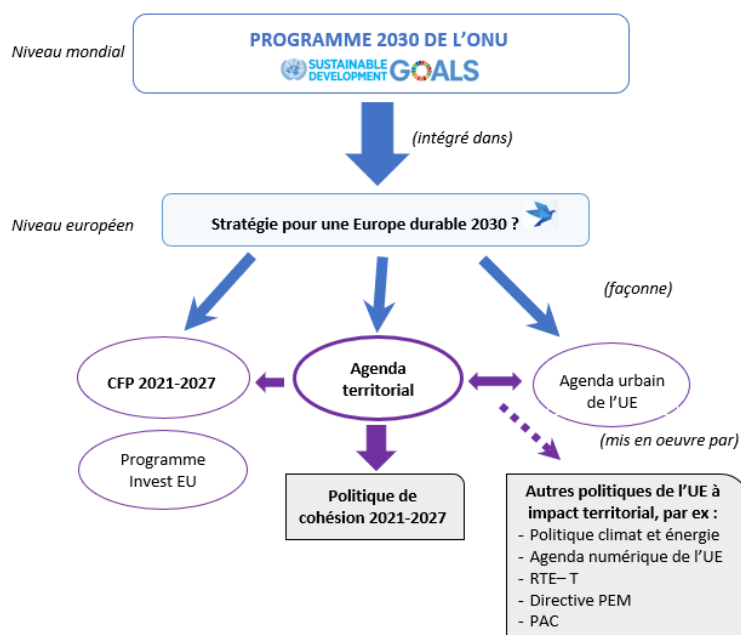 Niveau mondial
PROGRAMME 2030 DE L'ONU
SUSTAINABLE
DEVELOPMENT
GOALS
(intégré dans)
Niveau européen
Stratégie pour une Europe durable 2030 ?
(façonne)
CFP 2021-2027
Agenda
territorial
Agenda urbain
de l'UE
(mis en oeuvre par)
Programme
Invest EU
Politique de
cohésion 2021-2027
Autres politiques de l'UE à
impact territorial, par ex :
- Politique climat et énergie
- Agenda numérique de l'UE
- RTE– T
- Directive PEM
- PAC